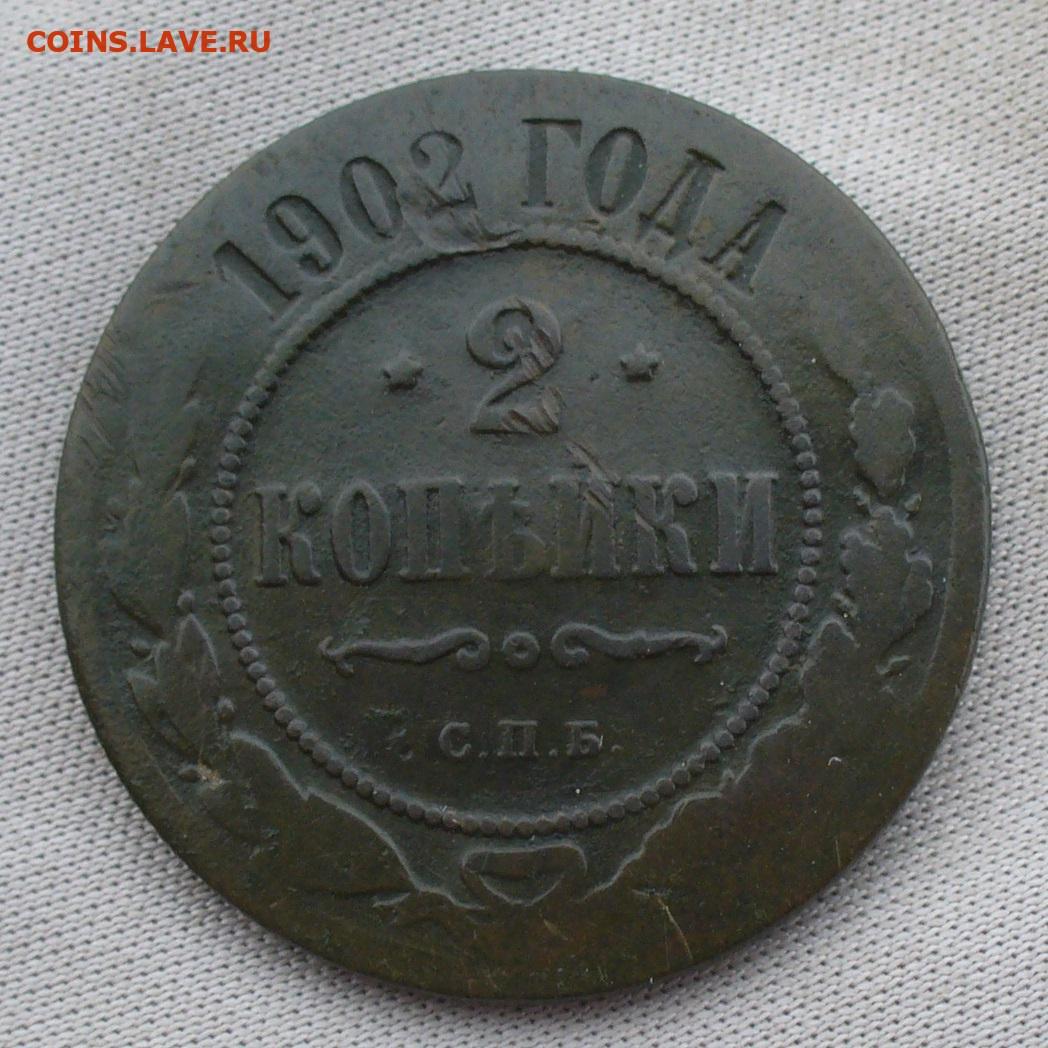 COINS.LAVE.RU
1902 ГОДА
2
КОПѢЙКИ
С.П.Б.